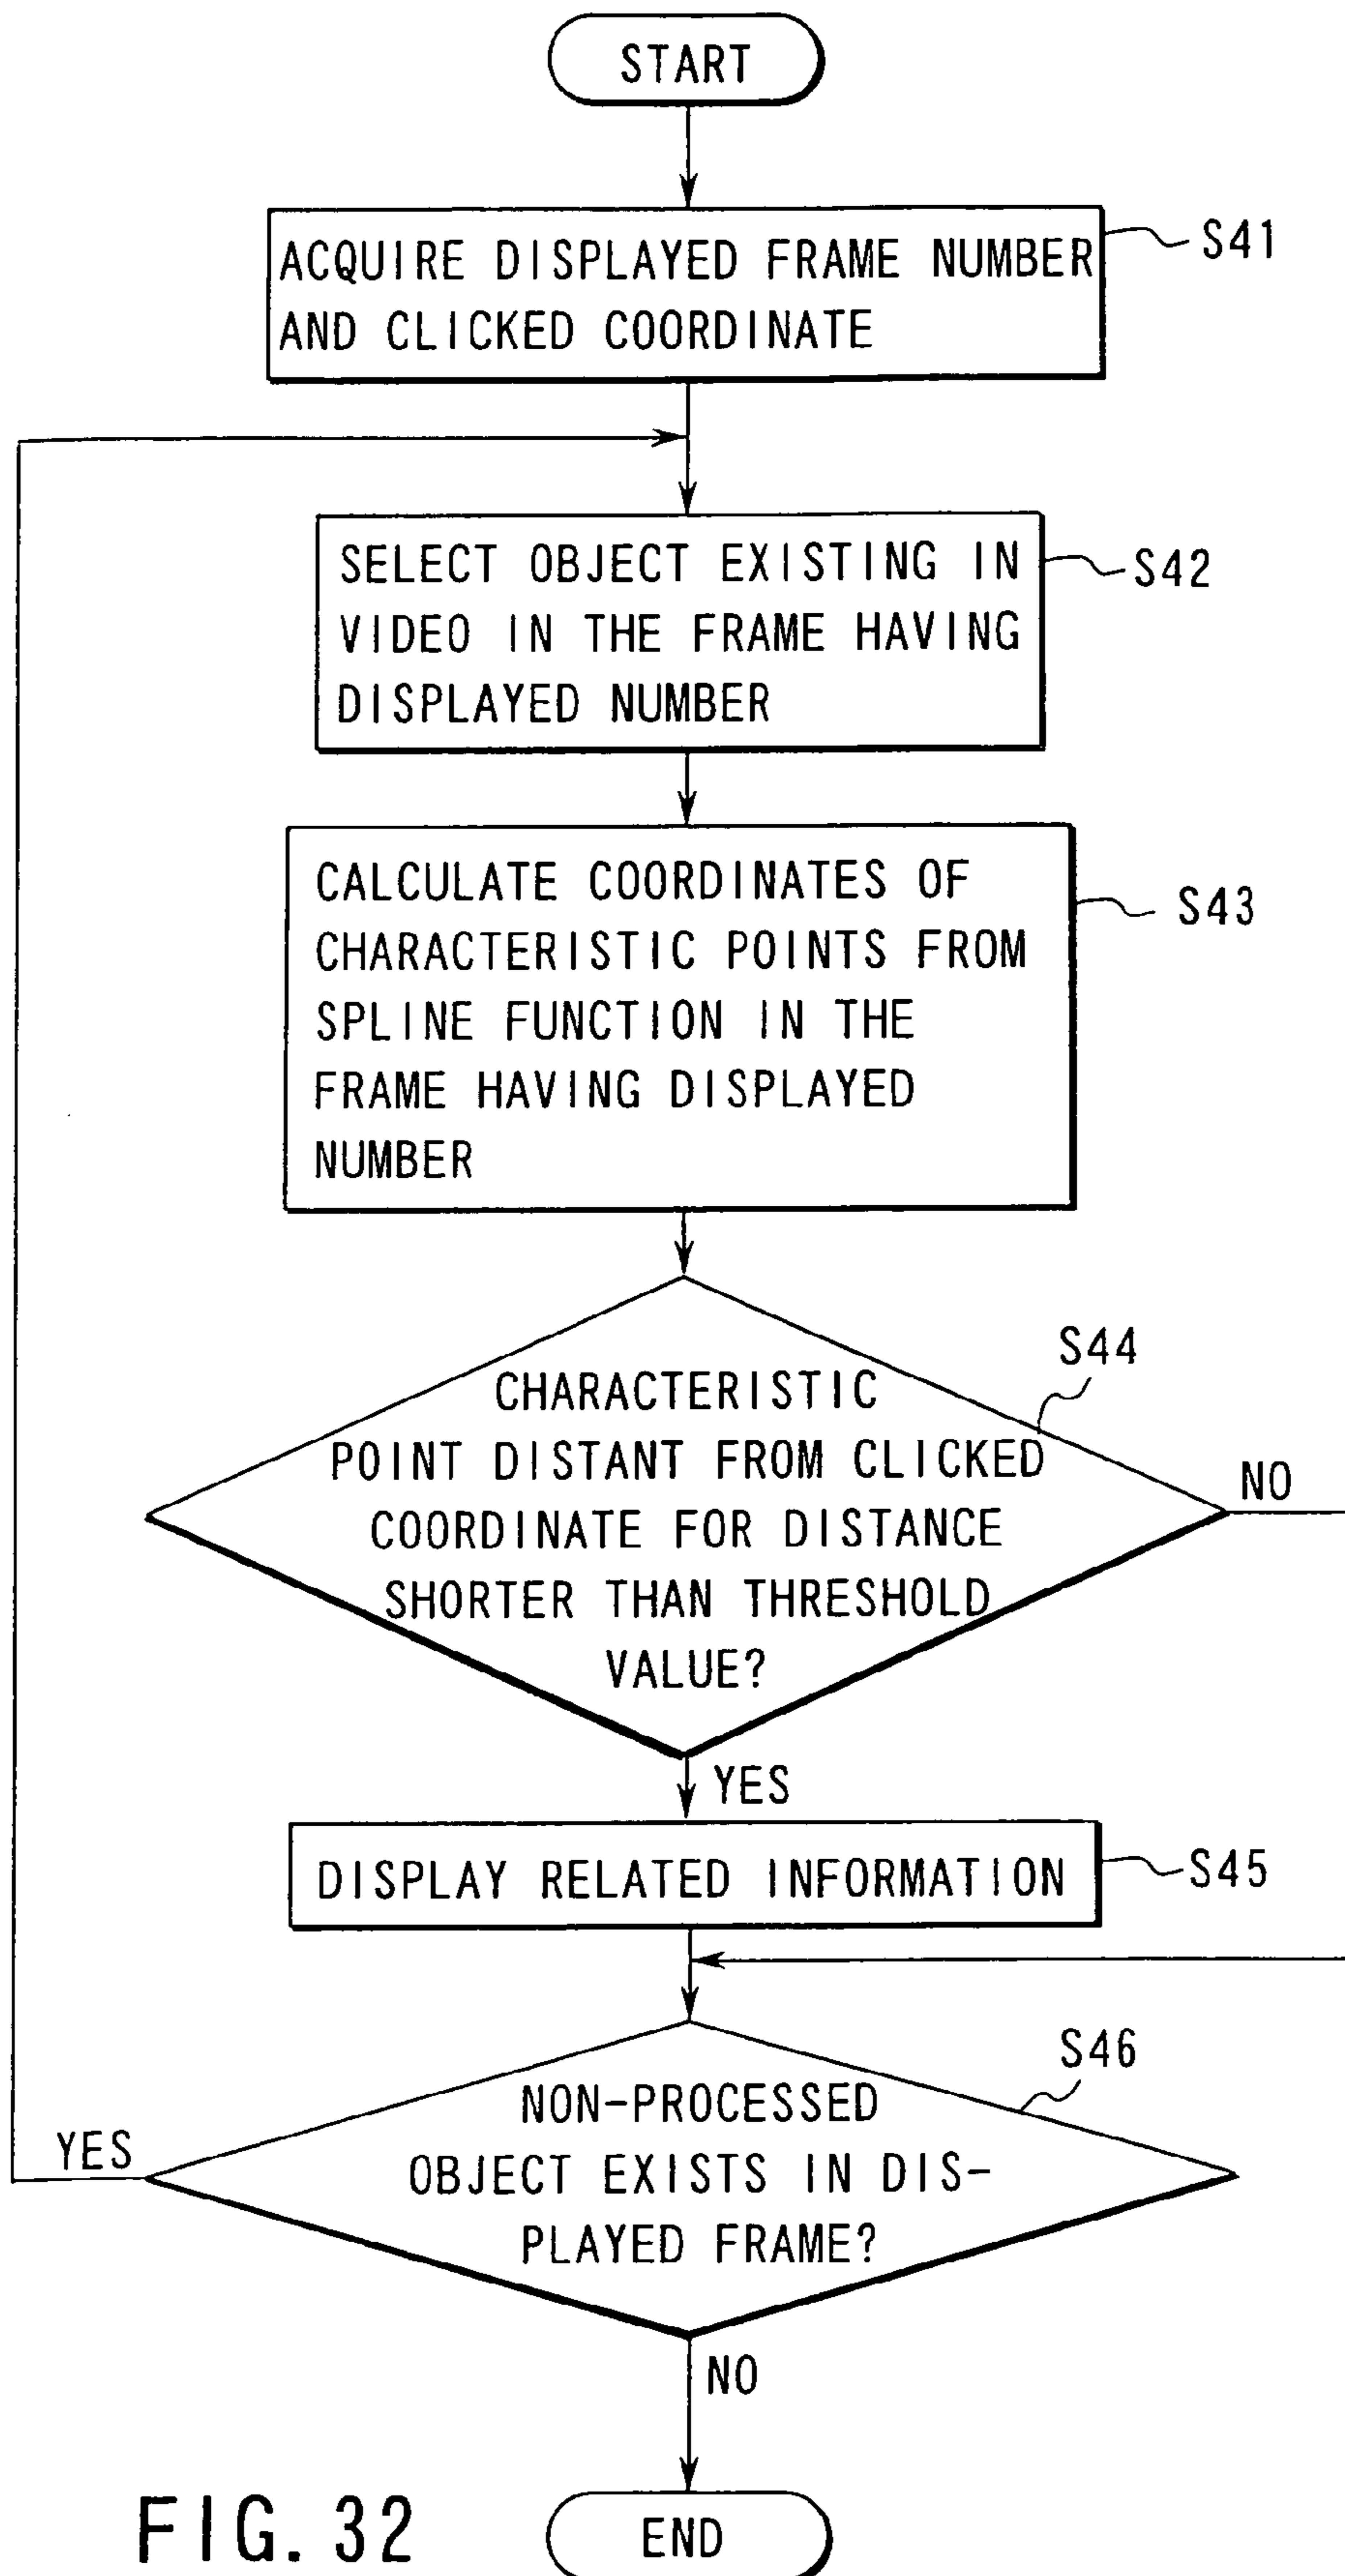 START
ACQUIRE DISPLAYED FRAME NUMBER
AND CLICKED COORDINATE
S41
SELECT OBJECT EXISTING IN
VIDEO IN THE FRAME HAVING
DISPLAYED NUMBER
S42
CALCULATE COORDINATES OF
CHARACTERISTIC POINTS FROM
SPLINE FUNCTION IN THE
FRAME HAVING DISPLAYED
NUMBER
S43
S44
CHARACTERISTIC
POINT DISTANT FROM CLICKED
COORDINATE FOR DISTANCE
SHORTER THAN THRESHOLD
VALUE?
NO
YES
DISPLAY RELATED INFORMATION
S45
S46
NON-PROCESSED
OBJECT EXISTS IN DIS-
PLAYED FRAME?
YES
NO
END
FIG. 32